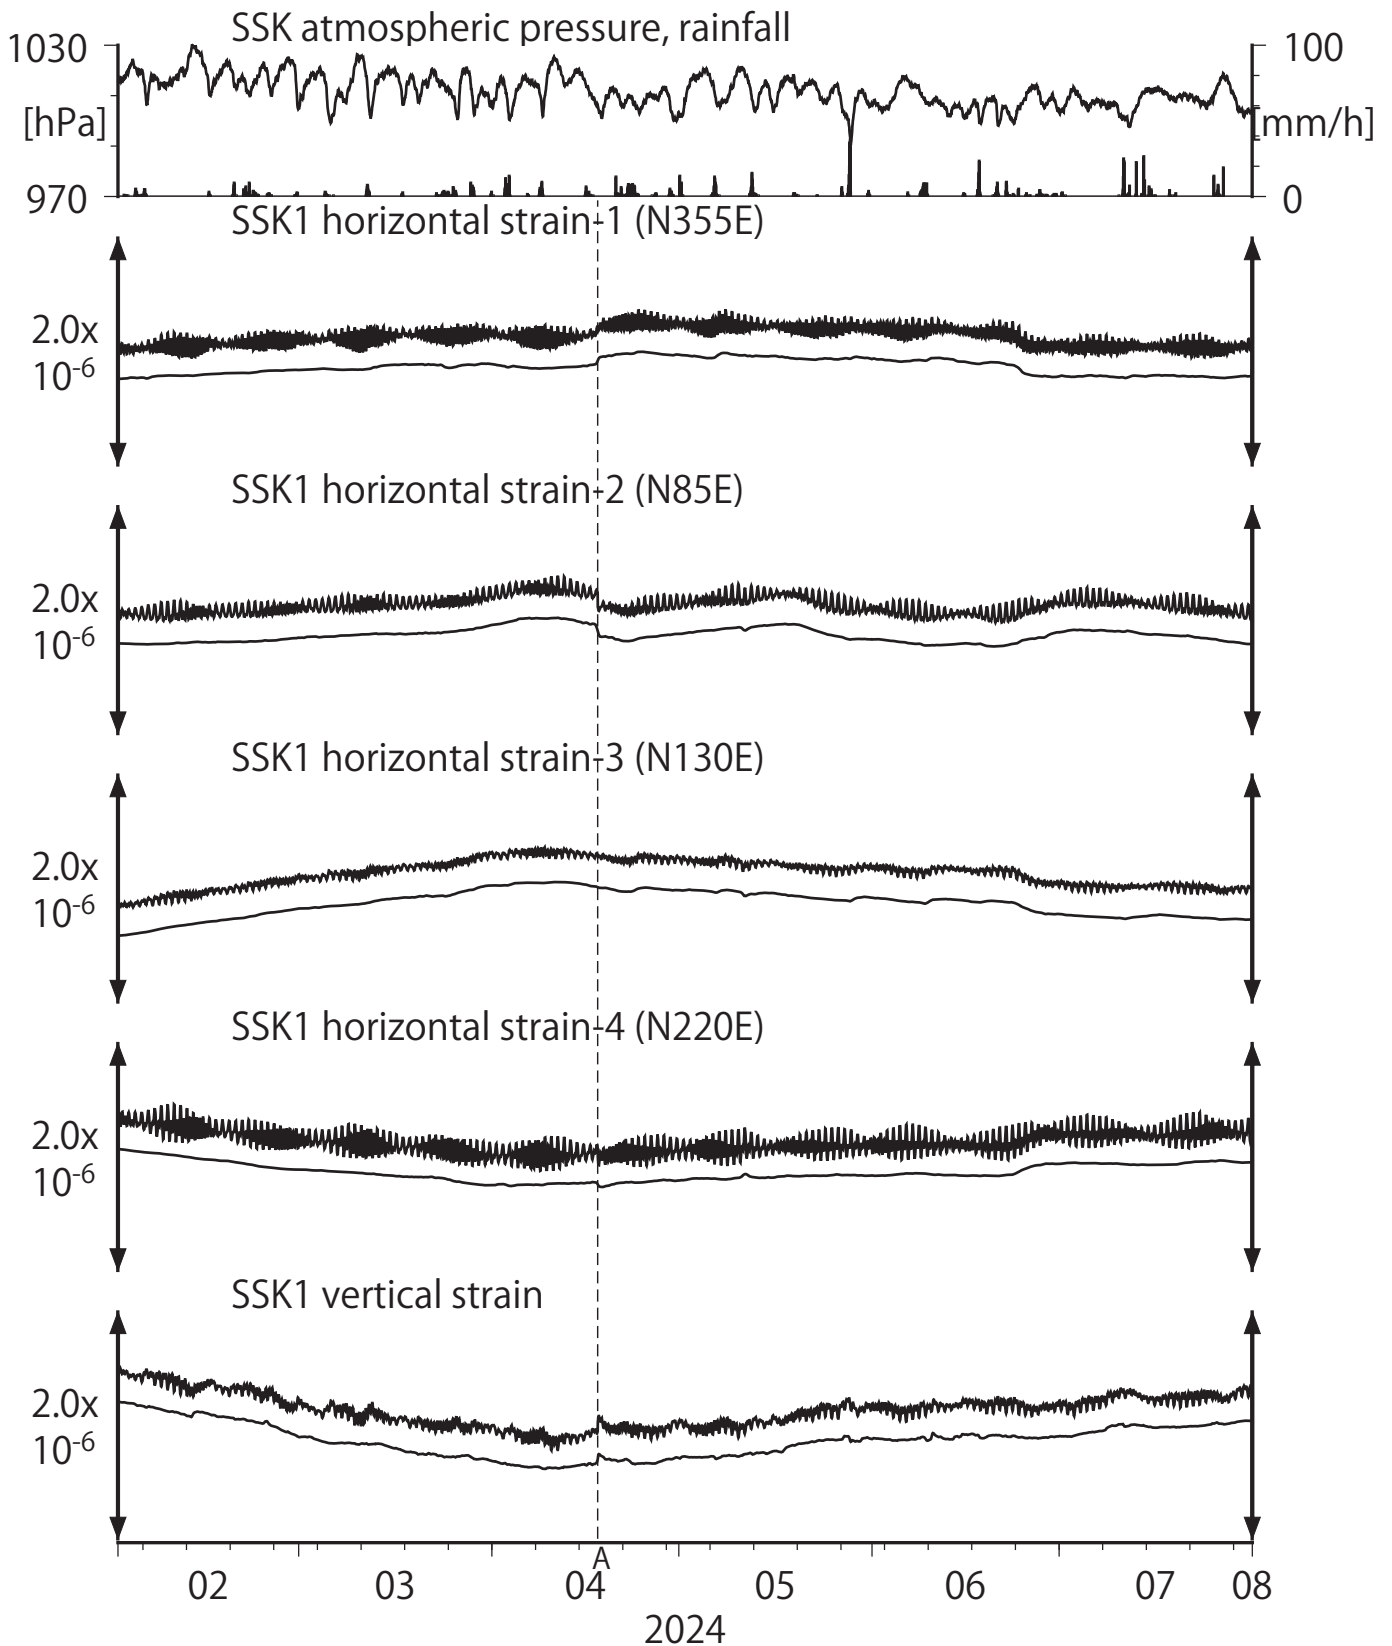 SSK atmospheric pressure, rainfall
1030
100
[hPa]
[mm/h]
970
0
SSK1 horizontal strain-1 (N355E)
2.0x
10-6
SSK1 horizontal strain-2 (N85E)
2.0x
10-6
SSK1 horizontal strain-3 (N130E)
2.0x
10-6
SSK1 horizontal strain-4 (N220E)
2.0x
10-6
SSK1 vertical strain
2.0x
10-6
A
02 03 04 05 06 07 08
2024